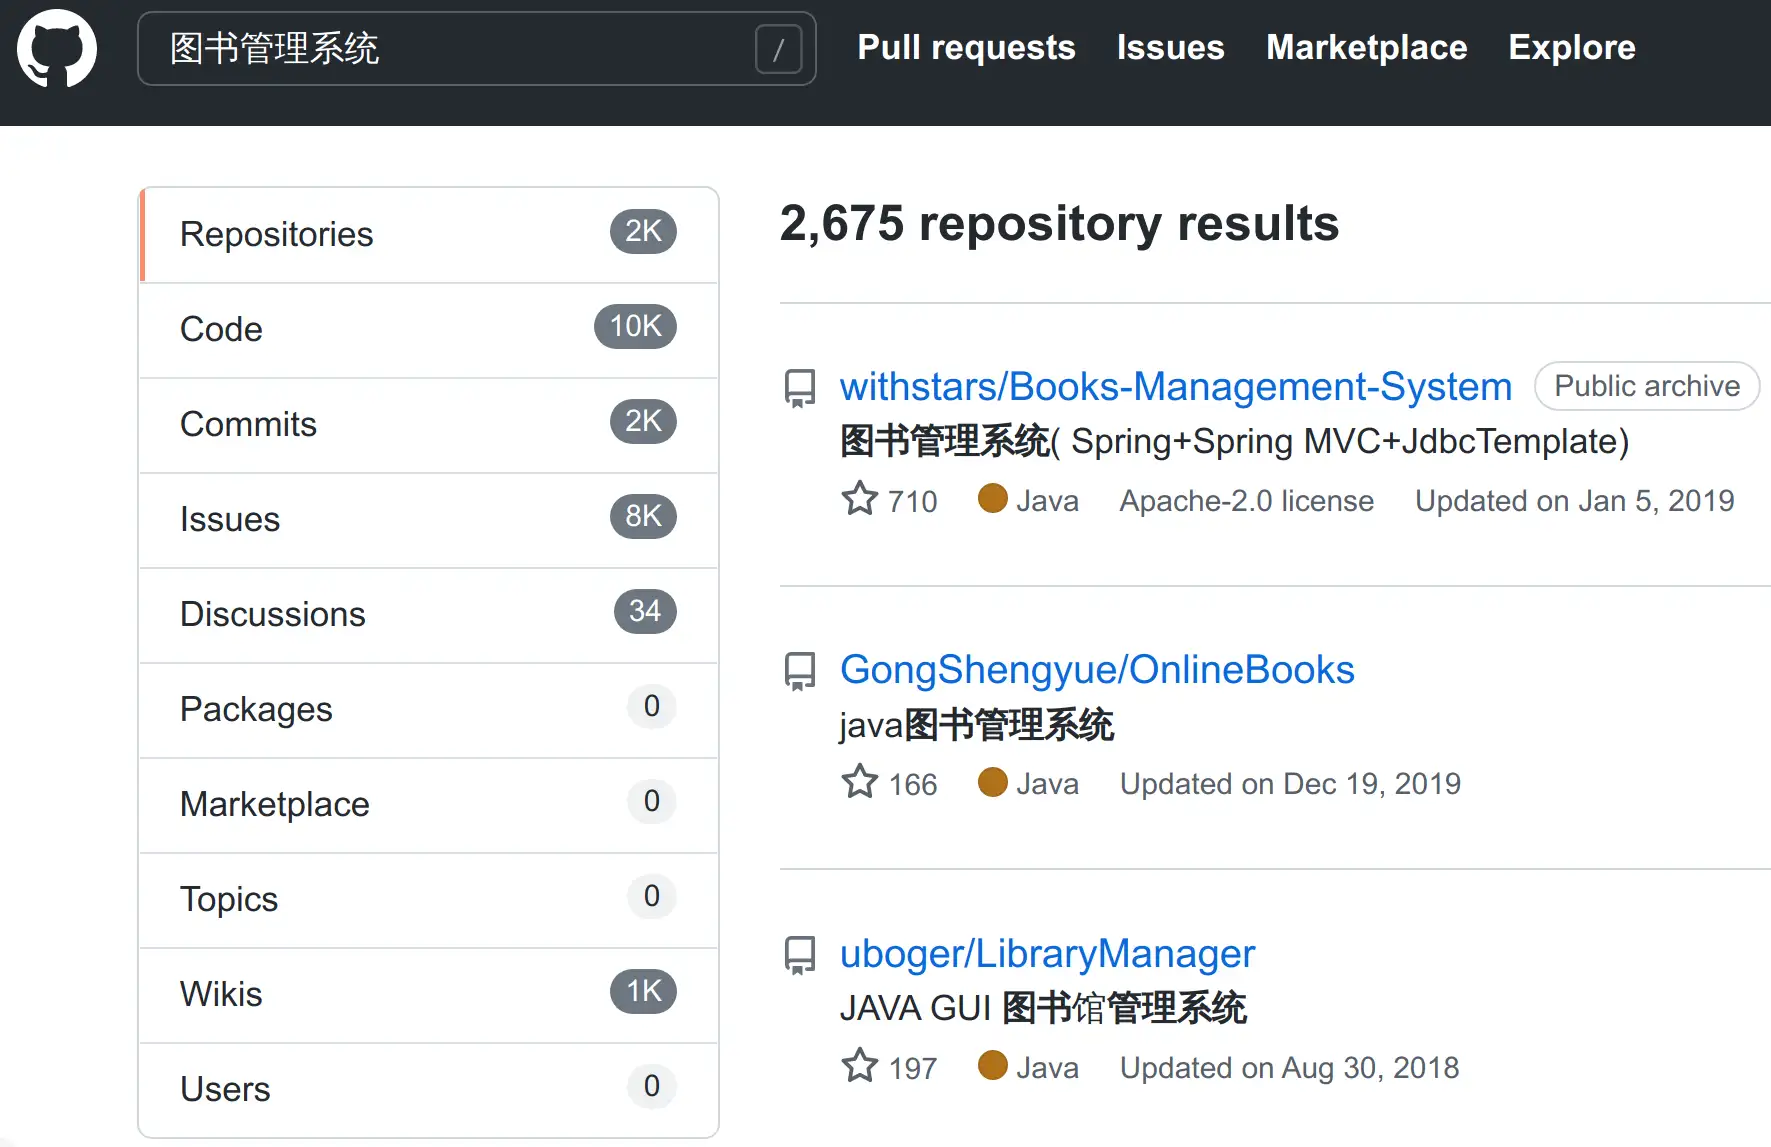 图书管理系统
/
Pull requests Issues Marketplace Explore
Repositories 2K
Code 10K
Commits 2K
Issues 8K
Discussions 34
Packages 0
Marketplace 0
Topics 0
Wikis 1K
Users 0
2,675 repository results
withstars/Books-Management-System Public archive
图书管理系统( Spring+Spring MVC+JdbcTemplate)
710 Java Apache-2.0 license Updated on Jan 5, 2019
GongShengyue/OnlineBooks
java图书管理系统
166 Java Updated on Dec 19, 2019
uboger/LibraryManager
JAVA GUI 图书馆管理系统
197 Java Updated on Aug 30, 2018